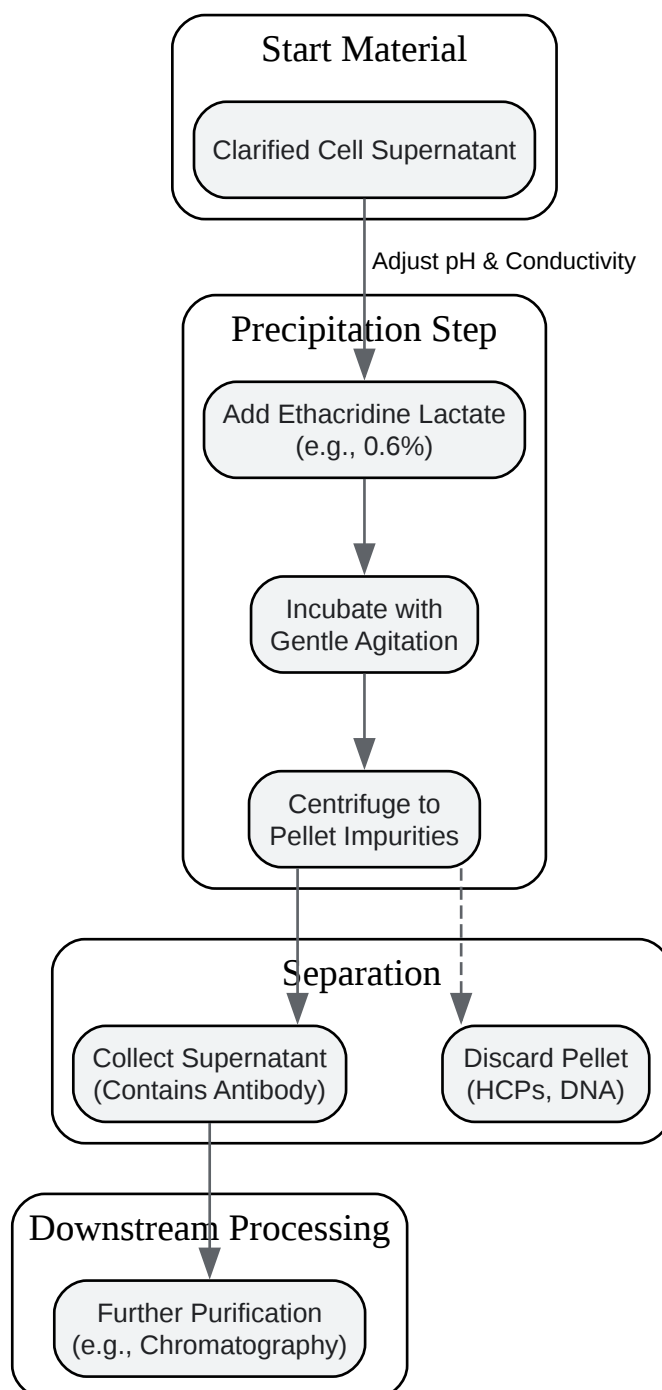 Start Material
Clarified Cell Supernatant
Adjust pH & Conductivity
Precipitation Step
Add Ethacridine Lactate
(e.g., 0.6%)
Incubate with
Gentle Agitation
Centrifuge to
Pellet Impurities
Separation
Collect Supernatant
(Contains Antibody)
Discard Pellet
(HCPs, DNA)
Downstream Processing
Further Purification
(e.g., Chromatography)